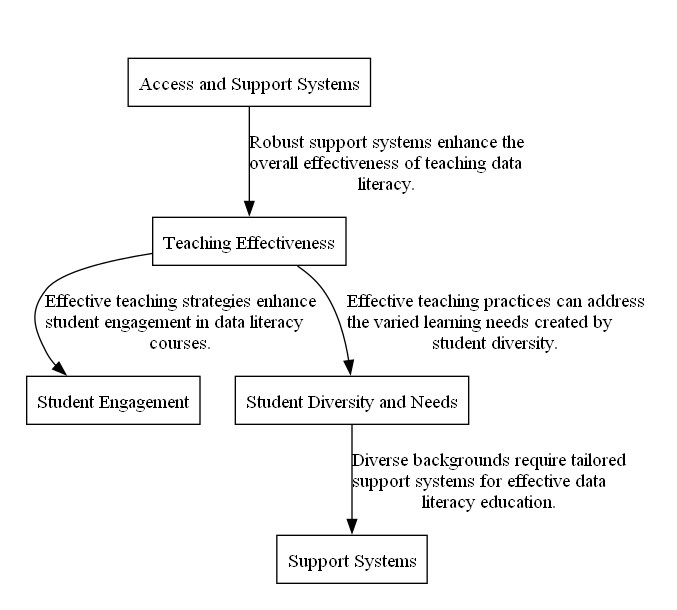 Access and Support Systems
Robust support systems enhance the
overall effectiveness of teaching data
literacy.
Teaching Effectiveness
Effective teaching strategies enhance
student engagement in data literacy
courses.
Effective teaching practices can address
the varied learning needs created by
student diversity.
Student Engagement
Student Diversity and Needs
Diverse backgrounds require tailored
support systems for effective data
literacy education.
Support Systems